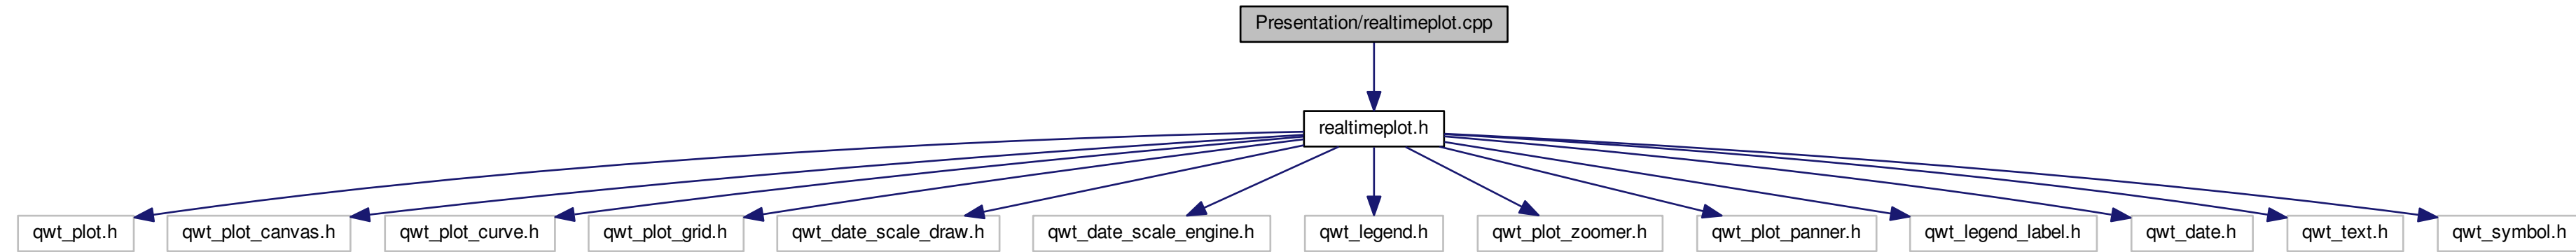 Presentation/realtimeplot.cpp
realtimeplot.h
qwt_plot.h
qwt_plot_canvas.h
qwt_plot_curve.h
qwt_plot_grid.h
qwt_date_scale_draw.h
qwt_date_scale_engine.h
qwt_legend.h
qwt_plot_zoomer.h
qwt_plot_panner.h
qwt_legend_label.h
qwt_date.h
qwt_text.h
qwt_symbol.h